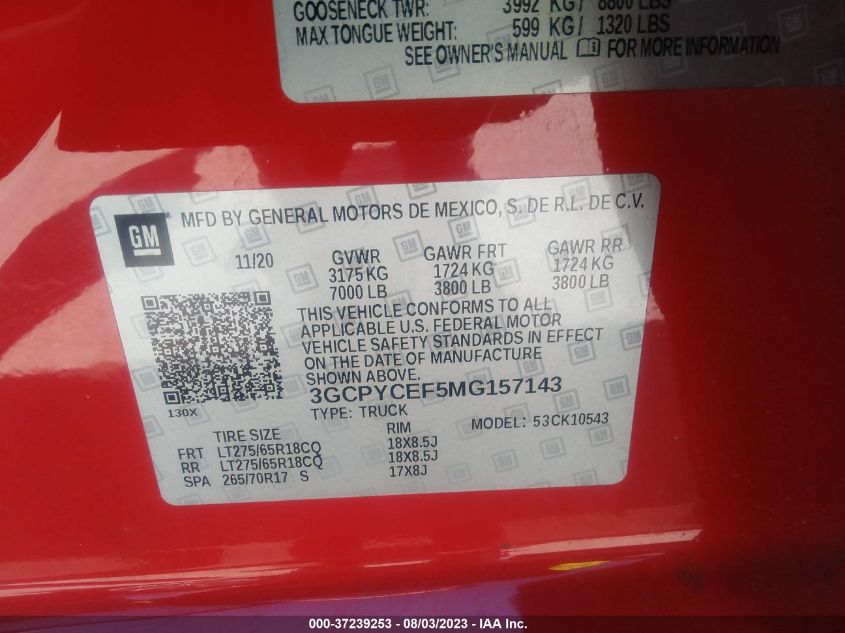 GOOSENECK TWR: 3992 KG/ 8800 LBS
MAX TONGUE WEIGHT: 599 KG/ 1320 LBS
SEE OWNER'S MANUAL FOR MORE INFORMATION
GM
MFD BY GENERAL MOTORS DE MEXICO, S. DE R.L. DE C.V.
11/20 GVWR GAWR FRT GAWR RR
3175 KG 1724 KG 1724 KG
7000 LB 3800 LB 3800 LB
THIS VEHICLE CONFORMS TO ALL
APPLICABLE U.S. FEDERAL MOTOR
VEHICLE SAFETY STANDARDS IN EFFECT
ON THE DATE OF MANUFACTURE
SHOWN ABOVE.
3GCPYCEF5MG157143
130X
TYPE: TRUCK MODEL: 53CK10543
TIRE SIZE RIM
FRT LT275/65R18CQ 18X8.5J
RR LT275/65R18CQ 18X8.5J
SPA 265/70R17 S 17X8J
000-37239253 - 08/03/2023 - IAA Inc.